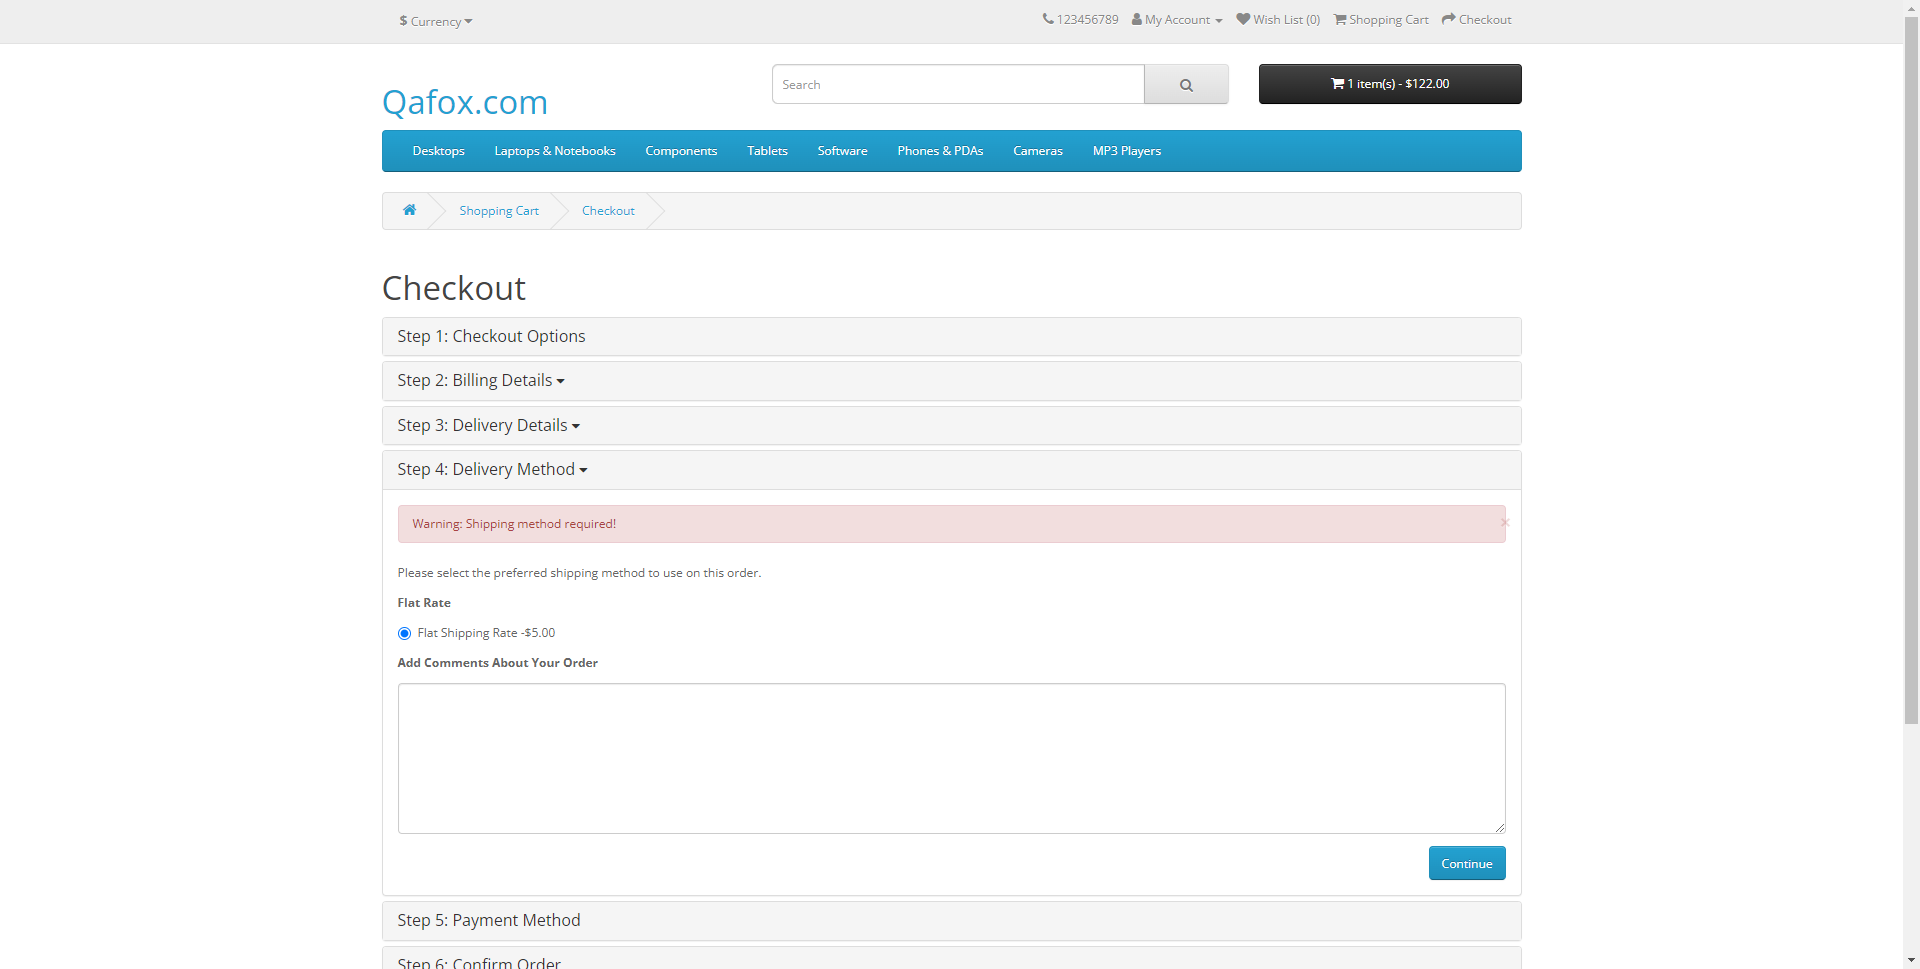 $ Currency
123456789 My Account Wish List (0) Shopping Cart Checkout
Qafox.com
Search
1 item(s) - $122.00
Desktops Laptops & Notebooks Components Tablets Software Phones & PDAs Cameras MP3 Players
Shopping Cart Checkout
Checkout
Step 1: Checkout Options
Step 2: Billing Details
Step 3: Delivery Details
Step 4: Delivery Method
Warning: Shipping method required!
×
Please select the preferred shipping method to use on this order.
Flat Rate
Flat Shipping Rate -$5.00
Add Comments About Your Order
Continue
Step 5: Payment Method
Step 6: Confirm Order